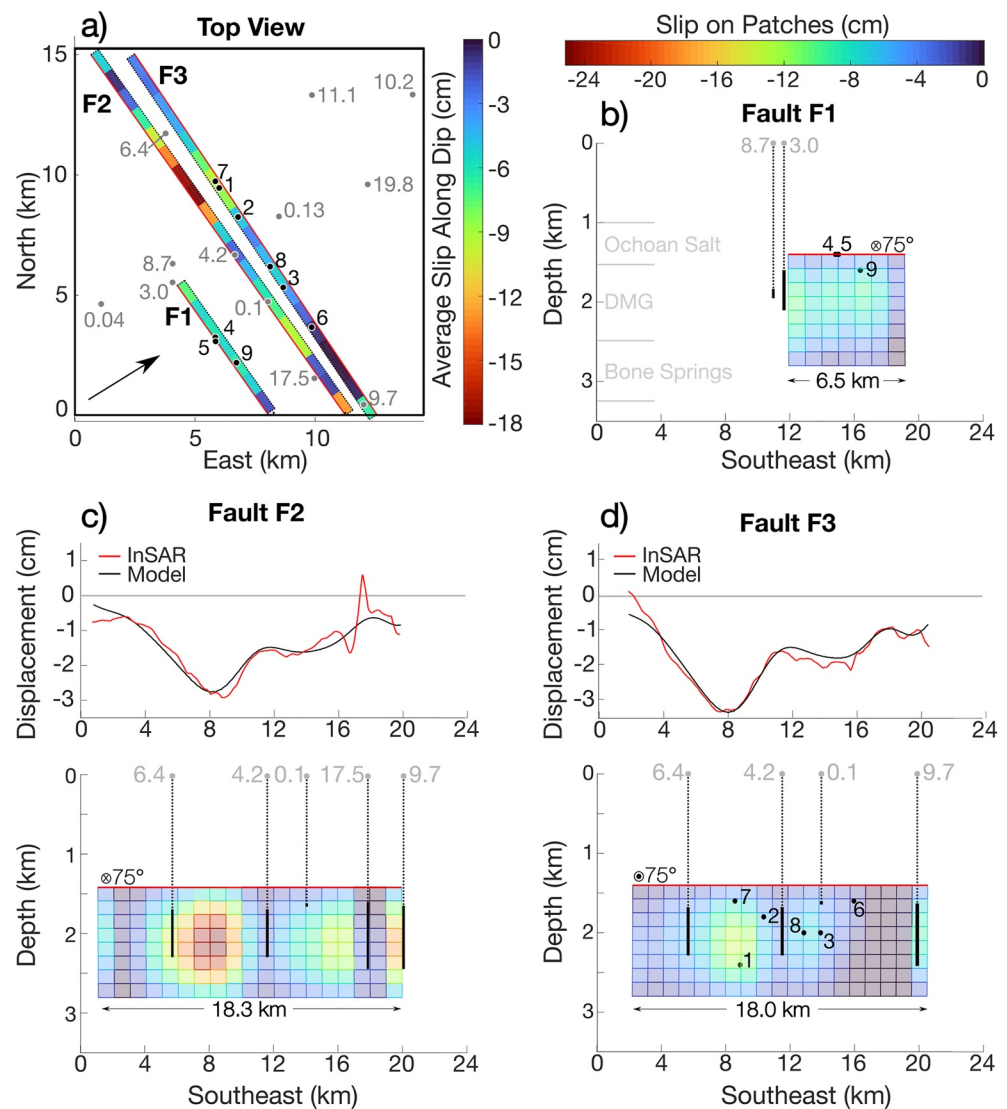 a)
Top View
Slip on Patches (cm)
-24 -20 -16 -12 -8 -4 0
15
10
5
0
North (km)
0 5 10
East (km)
F2
F3
F1
11.1
10.2
6.4
7
1
2
19.8
0.13
8.7
4.2
8
3.0
3
0.04
0.1
6
4
5
9
17.5
9.7
0
-3
-6
-9
-12
-15
-18
Average Slip Along Dip (cm)
b)
Fault F1
8.7 3.0
0
1
2
3
Depth (km)
Ochoan Salt
DMG
Bone Springs
4 5
⊗75°
9
6.5 km
0 4 8 12 16 20 24
Southeast (km)
c)
Fault F2
InSAR
Model
1
0
-1
-2
-3
Displacement (cm)
0 4 8 12 16 20 24
6.4 4.2 0.1 17.5 9.7
0
1
2
3
Depth (km)
⊗75°
18.3 km
0 4 8 12 16 20 24
Southeast (km)
d)
Fault F3
InSAR
Model
1
0
-1
-2
-3
Displacement (cm)
0 4 8 12 16 20 24
6.4 4.2 0.1 9.7
0
1
2
3
Depth (km)
⊙75°
7
2
6
8
3
1
18.0 km
0 4 8 12 16 20 24
Southeast (km)